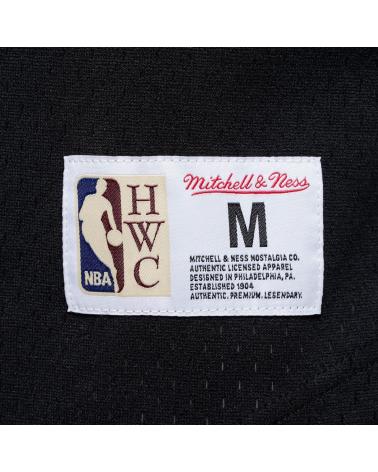 NBA
H
W
C
Mitchell & Ness
M
MITCHELL & NESS NOSTALGIA CO.
AUTHENTIC LICENSED APPAREL
DESIGNED IN PHILADELPHIA, PA.
ESTABLISHED 1904
AUTHENTIC. PREMIUM. LEGENDARY.